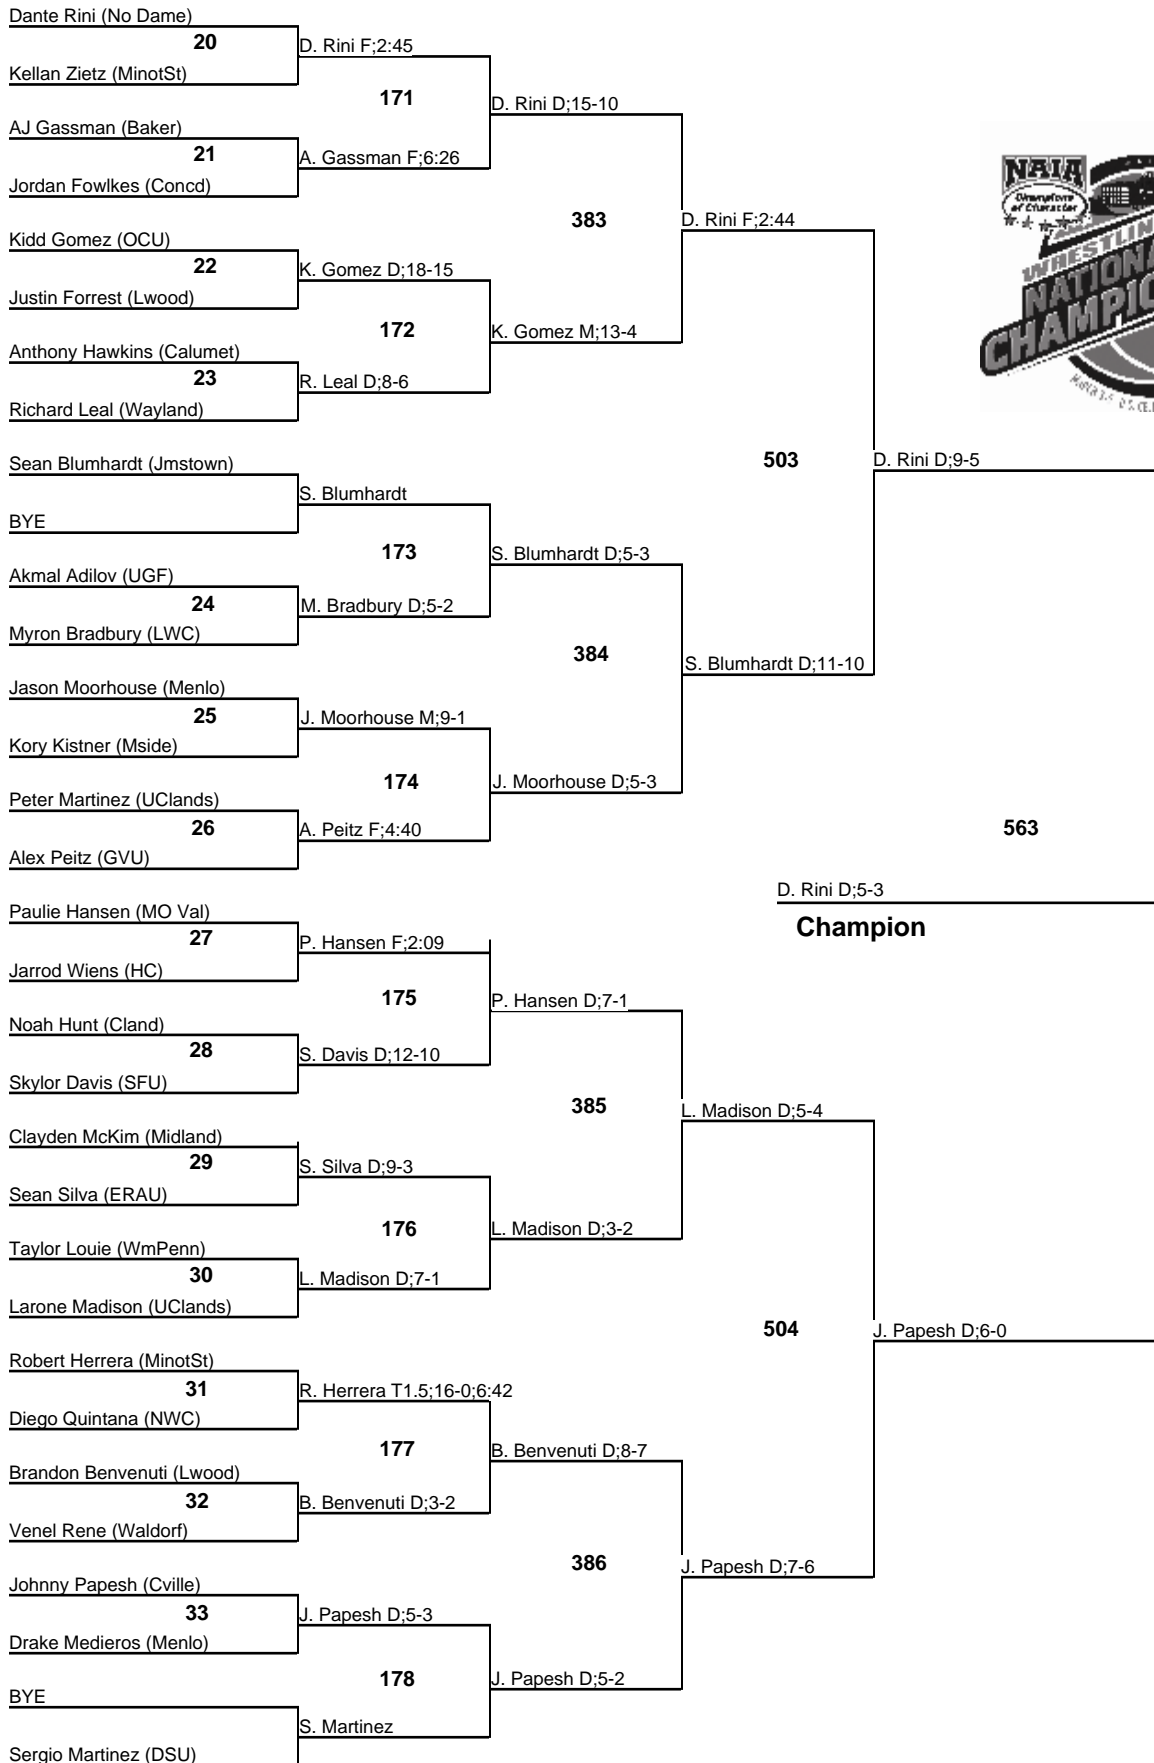 Dante Rini (No Dame)
20
D. Rini F;2:45
Kellan Zietz (MinotSt)
171
D. Rini D;15-10
AJ Gassman (Baker)
21
A. Gassman F;6:26
Jordan Fowlkes (Concd)
383
D. Rini F;2:44
Kidd Gomez (OCU)
22
K. Gomez D;18-15
Justin Forrest (Lwood)
172
K. Gomez M;13-4
Anthony Hawkins (Calumet)
23
R. Leal D;8-6
Richard Leal (Wayland)
503
D. Rini D;9-5
Sean Blumhardt (Jmstown)
S. Blumhardt
BYE
173
S. Blumhardt D;5-3
Akmal Adilov (UGF)
24
M. Bradbury D;5-2
Myron Bradbury (LWC)
384
S. Blumhardt D;11-10
Jason Moorhouse (Menlo)
25
J. Moorhouse M;9-1
Kory Kistner (Mside)
174
J. Moorhouse D;5-3
Peter Martinez (UClands)
26
A. Peitz F;4:40
Alex Peitz (GVU)
563
D. Rini D;5-3
Champion
Paulie Hansen (MO Val)
27
P. Hansen F;2:09
Jarrod Wiens (HC)
175
P. Hansen D;7-1
Noah Hunt (Cland)
28
S. Davis D;12-10
Skylor Davis (SFU)
385
L. Madison D;5-4
Clayden McKim (Midland)
29
S. Silva D;9-3
Sean Silva (ERAU)
176
L. Madison D;3-2
Taylor Louie (WmPenn)
30
L. Madison D;7-1
Larone Madison (UClands)
504
J. Papesh D;6-0
Robert Herrera (MinotSt)
31
R. Herrera T1.5;16-0;6:42
Diego Quintana (NWC)
177
B. Benvenuti D;8-7
Brandon Benvenuti (Lwood)
32
B. Benvenuti D;3-2
Venel Rene (Waldorf)
386
J. Papesh D;7-6
Johnny Papesh (Cville)
33
J. Papesh D;5-3
Drake Medieros (Menlo)
178
J. Papesh D;5-2
BYE
S. Martinez
Sergio Martinez (DSU)
NAIA
Champions
of Character